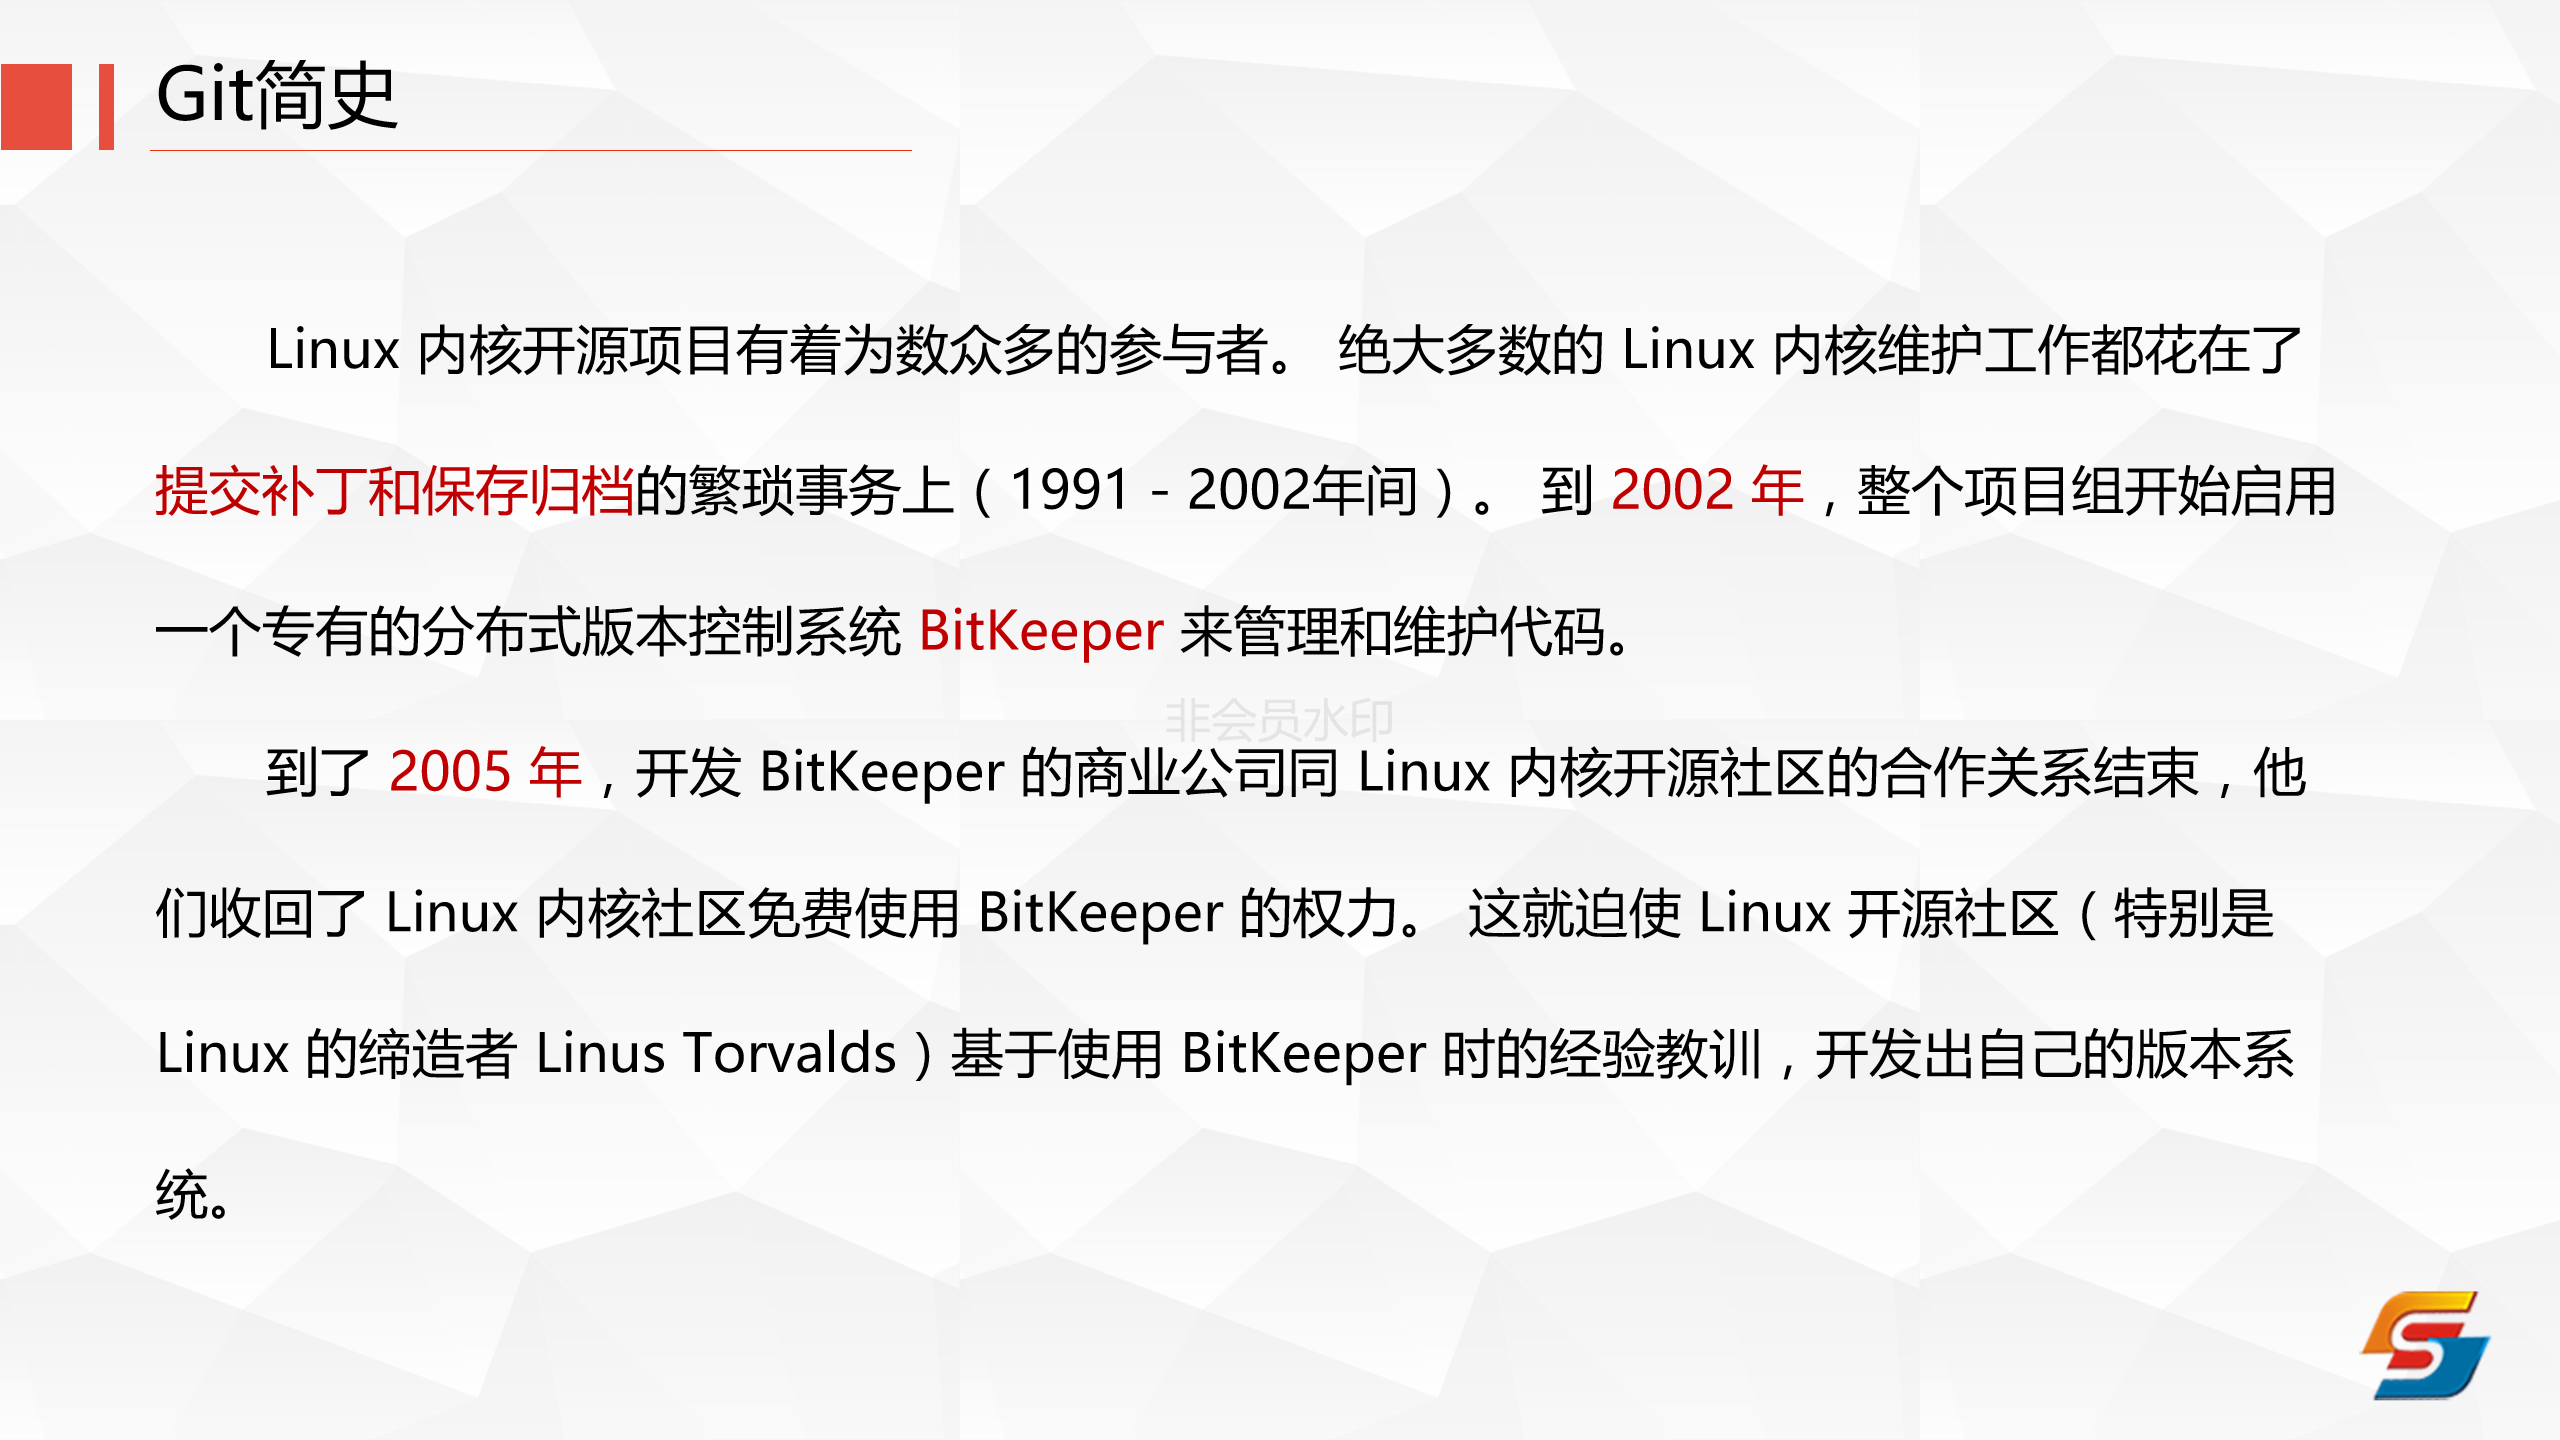 Git简史
Linux 内核开源项目有着为数众多的参与者。 绝大多数的 Linux 内核维护工作都花在了
提交补丁和保存归档的繁琐事务上（1991－2002年间）。 到 2002 年，整个项目组开始启用
一个专有的分布式版本控制系统 BitKeeper 来管理和维护代码。
非会员水印
到了 2005 年，开发 BitKeeper 的商业公司同 Linux 内核开源社区的合作关系结束，他
们收回了 Linux 内核社区免费使用 BitKeeper 的权力。 这就迫使 Linux 开源社区（特别是
Linux 的缔造者 Linus Torvalds）基于使用 BitKeeper 时的经验教训，开发出自己的版本系
统。